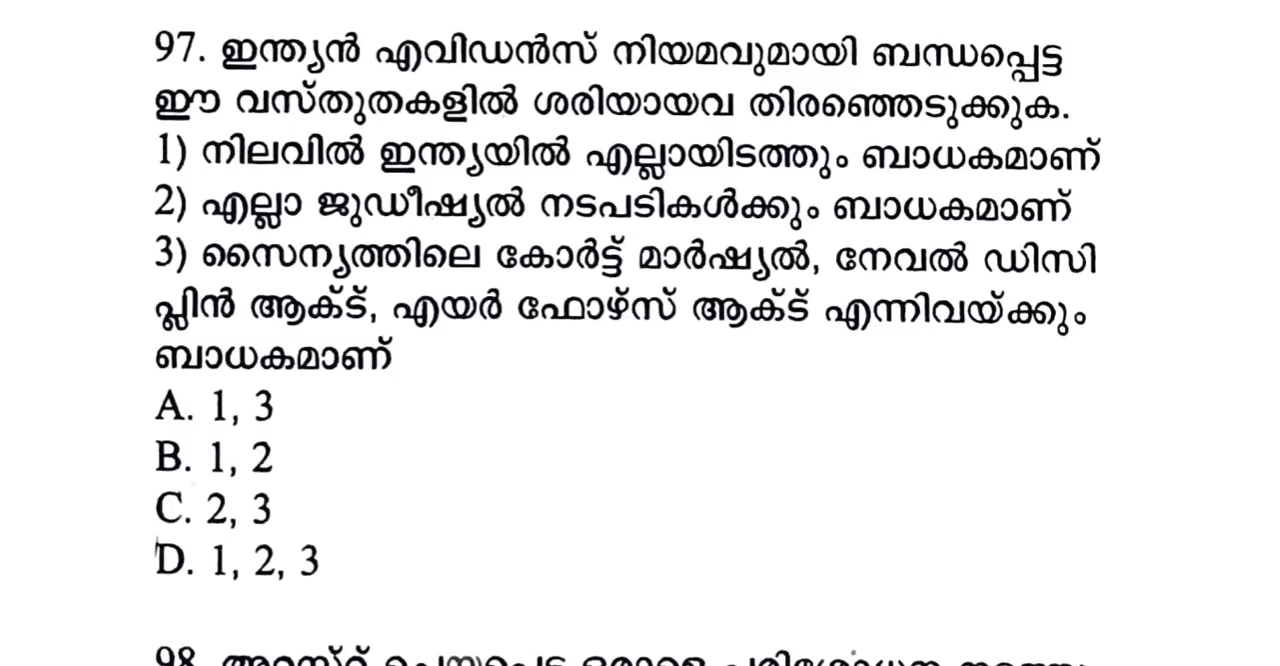 97. ഇന്ത്യൻ എവിഡൻസ് നിയമവുമായി ബന്ധപ്പെട്ട
ഈ വസ്തുതകളിൽ ശരിയായവ തിരഞ്ഞെടുക്കുക.
1) നിലവിൽ ഇന്ത്യയിൽ എല്ലായിടത്തും ബാധകമാണ്
2) എല്ലാ ജുഡീഷ്യൽ നടപടികൾക്കും ബാധകമാണ്
3) സൈന്യത്തിലെ കോർട്ട് മാർഷ്യൽ, നേവൽ ഡിസി
പ്ലിൻ ആക്ട്, എയർ ഫോഴ്സ് ആക്ട് എന്നിവയ്ക്കും
ബാധകമാണ്
A. 1, 3
B. 1, 2
C. 2, 3
D. 1, 2, 3
98.